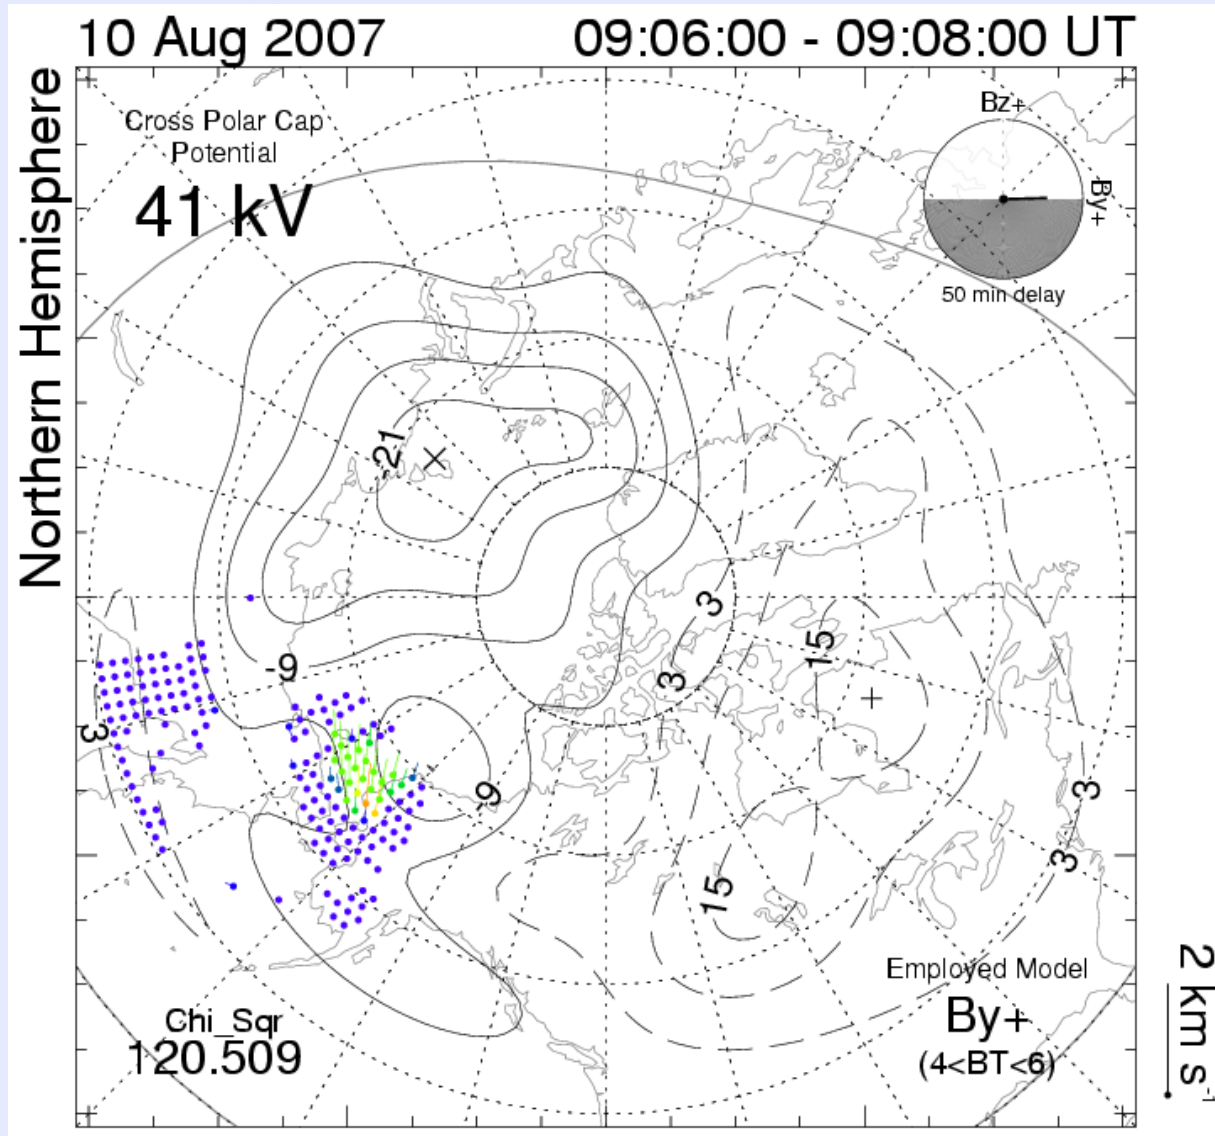 10 Aug 2007
09:06:00 - 09:08:00 UT
Northern Hemisphere
Cross Polar Cap
Potential
41 kV
Bz+
By+
50 min delay
-21
-9
3
3
15
3
-9
3
3
15
Employed Model
By+
(4<BT<6)
Chi_Sqr
120.509
2 km s-1